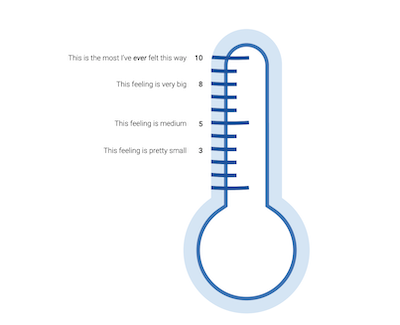 This is the most I've ever felt this way 10
This feeling is very big 8
This feeling is medium 5
This feeling is pretty small 3